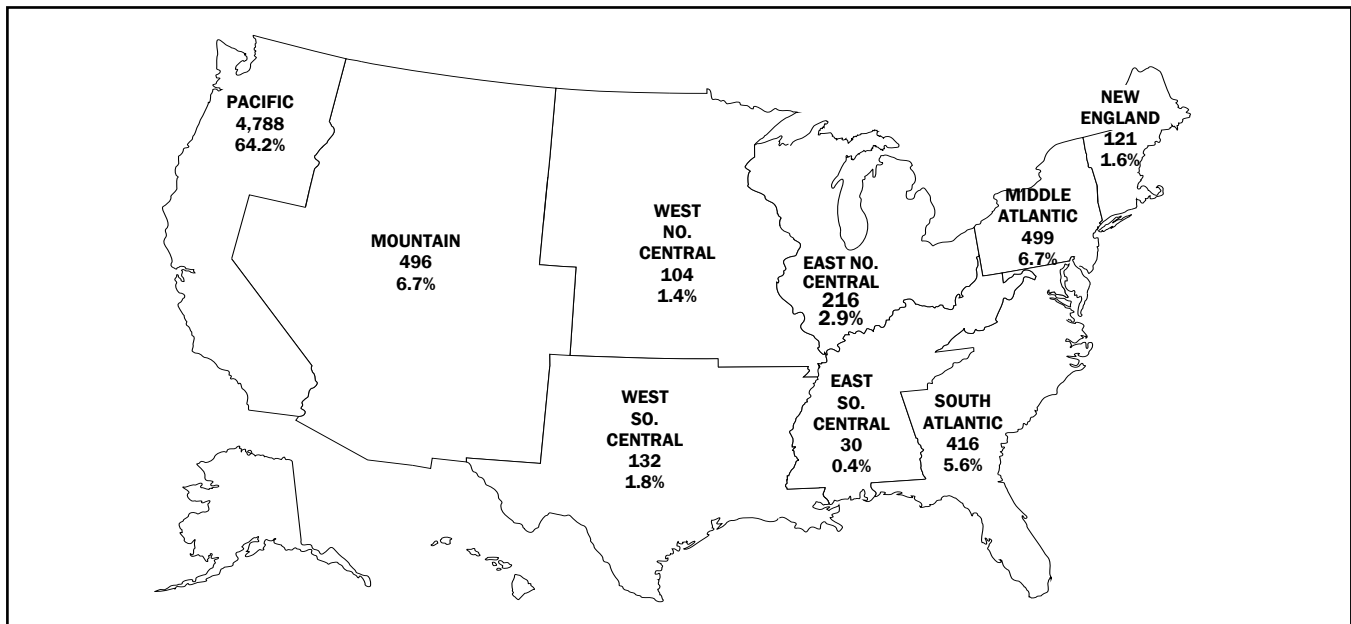 PACIFIC
4,788
64.2%
MOUNTAIN
496
6.7%
WEST
NO.
CENTRAL
104
1.4%
WEST
SO.
CENTRAL
132
1.8%
EAST NO.
CENTRAL
216
2.9%
EAST
SO.
CENTRAL
30
0.4%
SOUTH
ATLANTIC
416
5.6%
MIDDLE
ATLANTIC
499
6.7%
NEW
ENGLAND
121
1.6%